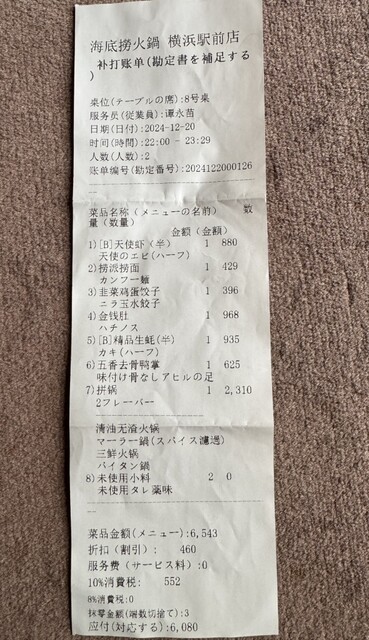 海底捞火鍋 横浜駅前店
补打账单(勘定書を補足する
)
桌位(テーブルの席):8号桌
服务员(従業員):谭永苗
日期(日付):2024-12-20
时间(時間):22:00 - 23:29
人数(人数):2
账单编号(勘定番号):2024122000126
菜品名称(メニューの名前) 数
量(数量)
金额(金額)
1)[B]天使虾(半) 1 880
天使のエビ(ハーフ)
2)捞派捞面 1 429
カンフー麺
3)韭菜鸡蛋饺子 1 396
ニラ玉水餃子
4)金钱肚 1 968
ハチノス
5)[B]精品生蚝(半) 1 935
カキ(ハーフ)
6)五香去骨鸭掌 1 625
味付け骨なしアヒルの足
7)拼锅 1 2,310
2フレーバー
清油无渣火锅
マーラー鍋(スパイス濾過)
三鲜火锅
パイタン鍋
8)未使用小料 2 0
未使用タレ薬味
菜品金额(メニュー):6,543
折扣(割引): 460
服务费(サービス料):0
10%消費税: 552
8%消費税:0
抹零金额(端数切捨て):3
应付(対応する):6,080